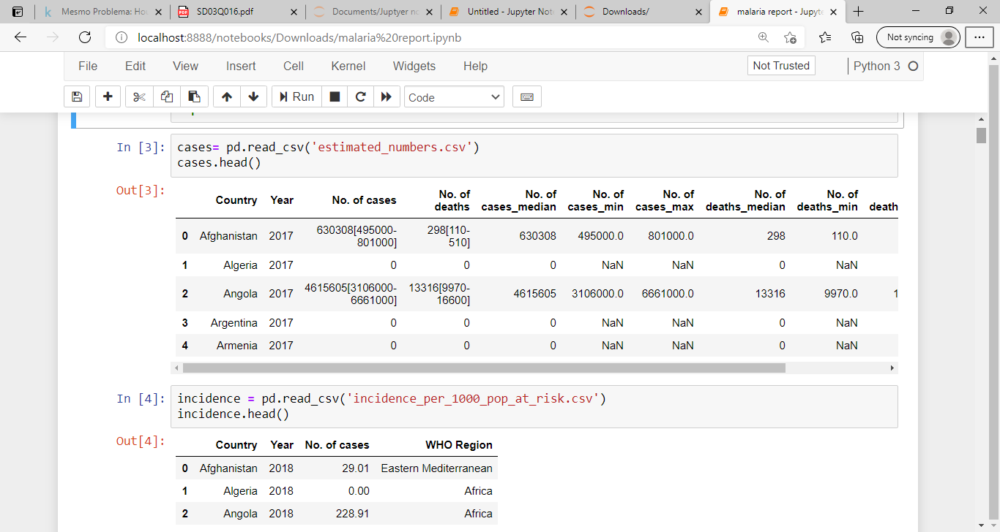 Mesmo Problema: Ho
SD03Q016.pdf
Documents/Juptyer no
Untitled - Jupyter Not
Downloads/
malaria report - Jupyt
localhost:8888/notebooks/Downloads/malaria%20report.ipynb
Not syncing
File Edit View Insert Cell Kernel Widgets Help
Not Trusted
Python 3
Run
Code
In [3]:
cases= pd.read_csv('estimated_numbers.csv')
cases.head()
Out[3]:
Country Year No. of cases No. of deaths No. of cases_median No. of cases_min No. of cases_max No. of deaths_median No. of deaths_min death
0 Afghanistan 2017 630308[495000-801000] 298[110-510] 630308 495000.0 801000.0 298 110.0
1 Algeria 2017 0 0 0 NaN NaN 0 NaN
2 Angola 2017 4615605[3106000-6661000] 13316[9970-16600] 4615605 3106000.0 6661000.0 13316 9970.0 1
3 Argentina 2017 0 0 0 NaN NaN 0 NaN
4 Armenia 2017 0 0 0 NaN NaN 0 NaN
In [4]:
incidence = pd.read_csv('incidence_per_1000_pop_at_risk.csv')
incidence.head()
Out[4]:
Country Year No. of cases WHO Region
0 Afghanistan 2018 29.01 Eastern Mediterranean
1 Algeria 2018 0.00 Africa
2 Angola 2018 228.91 Africa